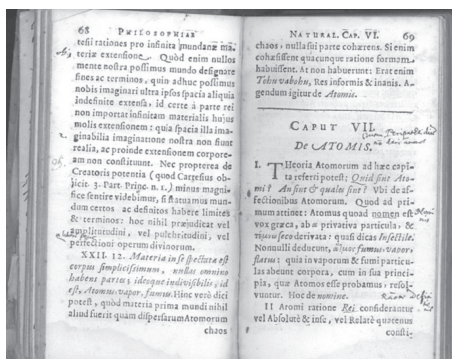 68 PHILOSOPHIAE
tesii rationes pro infinita mundanæ ma-
teriæ extensione. Quòd enim nullos
mente nostra possimus mundo designare
fines ac terminos, quin adhuc possimus
nobis imaginari ultra ipsos spacia aliquia
indefinite extensa, id certè à parte rei
non importat infinitam materialis hujus
molis extensionem: quia spacia illa ima-
ginabilia imaginatione nostra non sunt
realia, ac proinde extensionem corpore-
am non constituunt. Nec propterea de
Creatoris potentia (quod Cartesius ob-
jicit. 3. Part. Princ. n. 1.) minus magni-
ficè sentire videbimur, si statuamus mun-
dum certos ac definitos habere limites
& terminos: hoc nihil præjudicat vel
amplitudini, vel pulchritudini, vel
perfectioni operum divinorum.
XXII. 12. Materia in se spectata est
corpus simplicissimum, nullas omnino
habens partes, ideoque indivisibile, id
est, Atomus, vapor, fumus. Hinc verò dici
potest, quòd materia prima mundi nihil
aliud fuerit quàm dispersarum Atomorum
chaos
NATURAL. CAP. VI. 69
chaos, nulla sui parte cohærens. Si enim
cohæsissent quacunque ratione formam
habuissent. At non habuerunt: Erat enim
Tohu vabohu, Res informis & inanis. A-
gendum igitur de Atomis.
CAPUT VII.
De ATOMIS.
I. THeoria Atomorum ad hæc capi-
ta referri potest: Quid sint Ato-
mi? An sint & quales sint? Ubi de af-
fectionibus Atomorum. Quod ad pri-
mum attinet: Atomus quoad nomen est
vox græca, ab α privativa particula, &
derivata: quasi dicas Insectile.
Nonnulli deducunt, fumus, vapor,
flatus: quia in vaporum & fumi particu-
las abeunt corpora, cum in sua princi-
pia, quæ Atomos esse probamus, resol-
vuntur. Hoc de nomine.
II Atomi ratione Rei considerantur
vel Absolutè & in se, vel Relatè quatenus
consti-